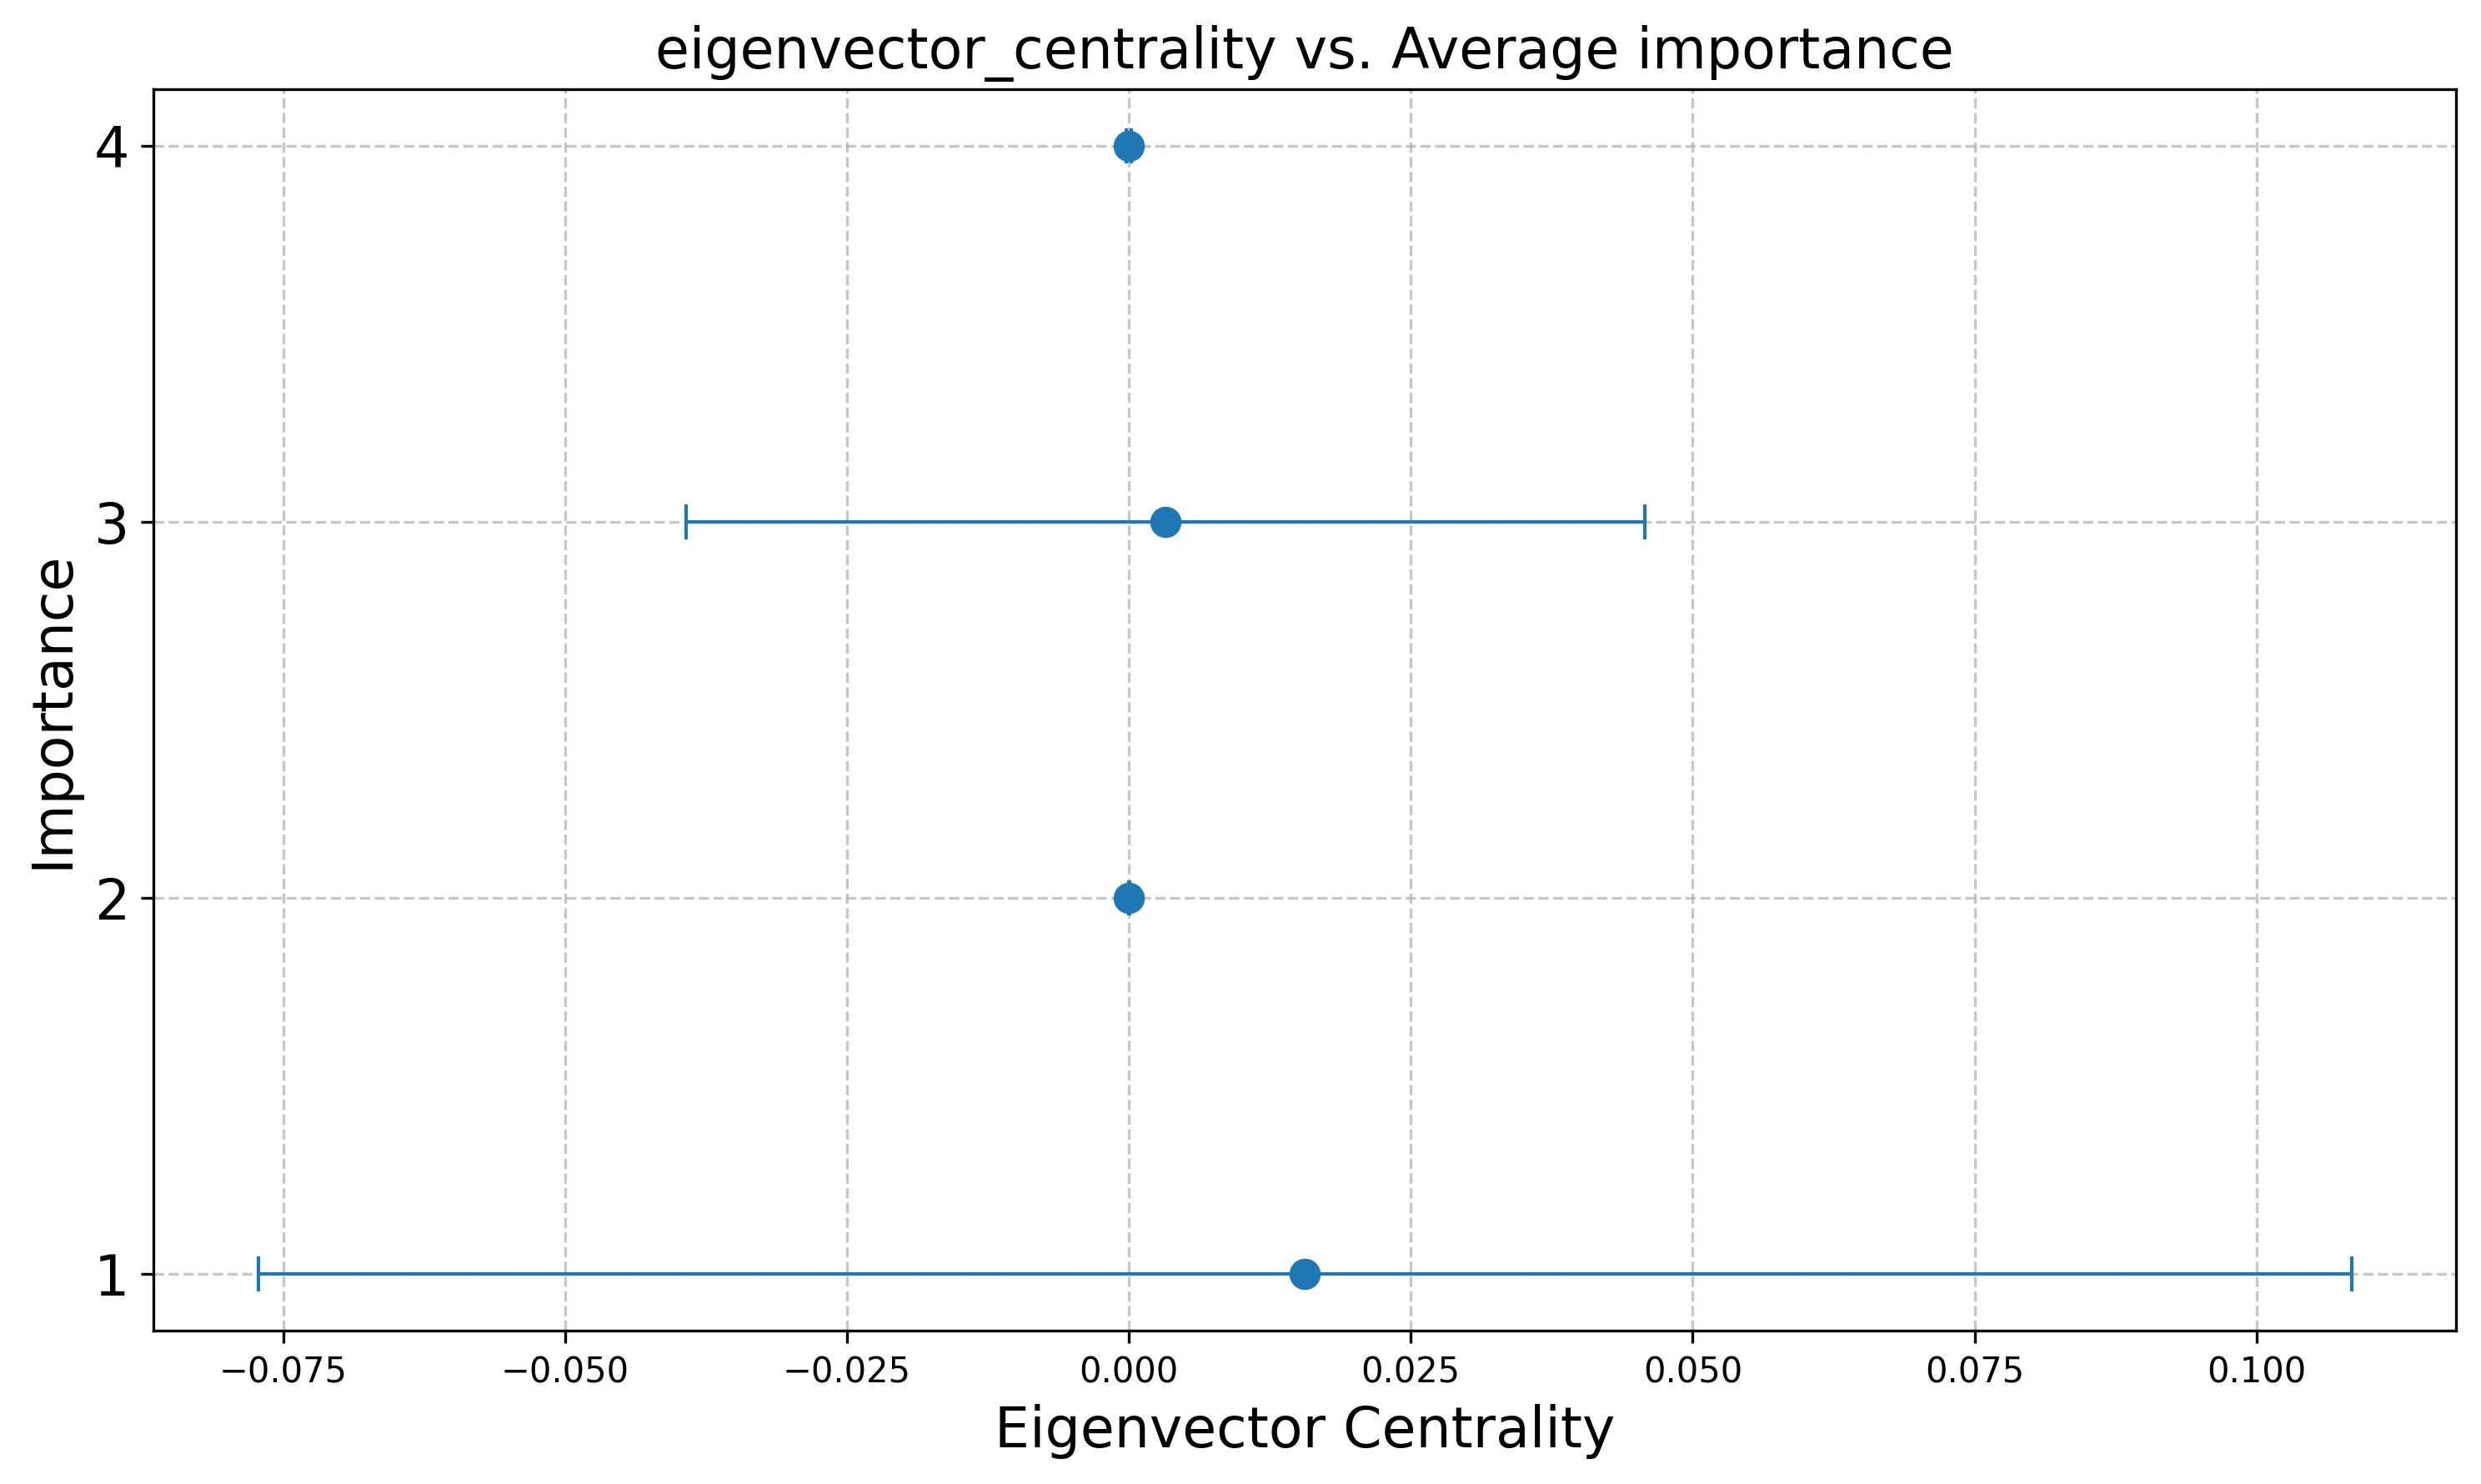 eigenvector_centrality vs. Average importance
Importance
4
3
2
1
−0.075 −0.050 −0.025 0.000 0.025 0.050 0.075 0.100
Eigenvector Centrality